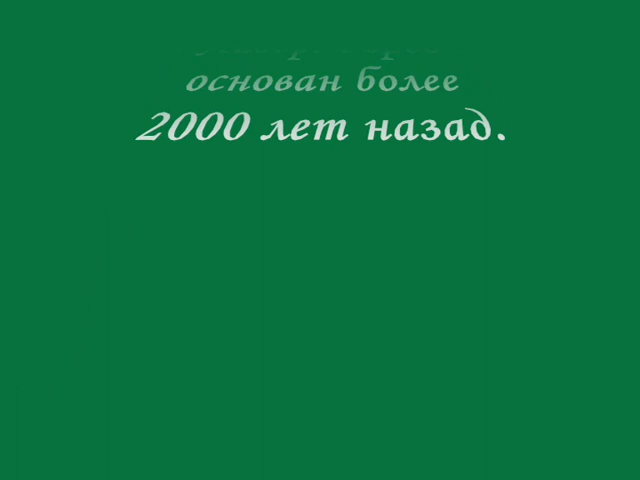 основан более
2000 лет назад.